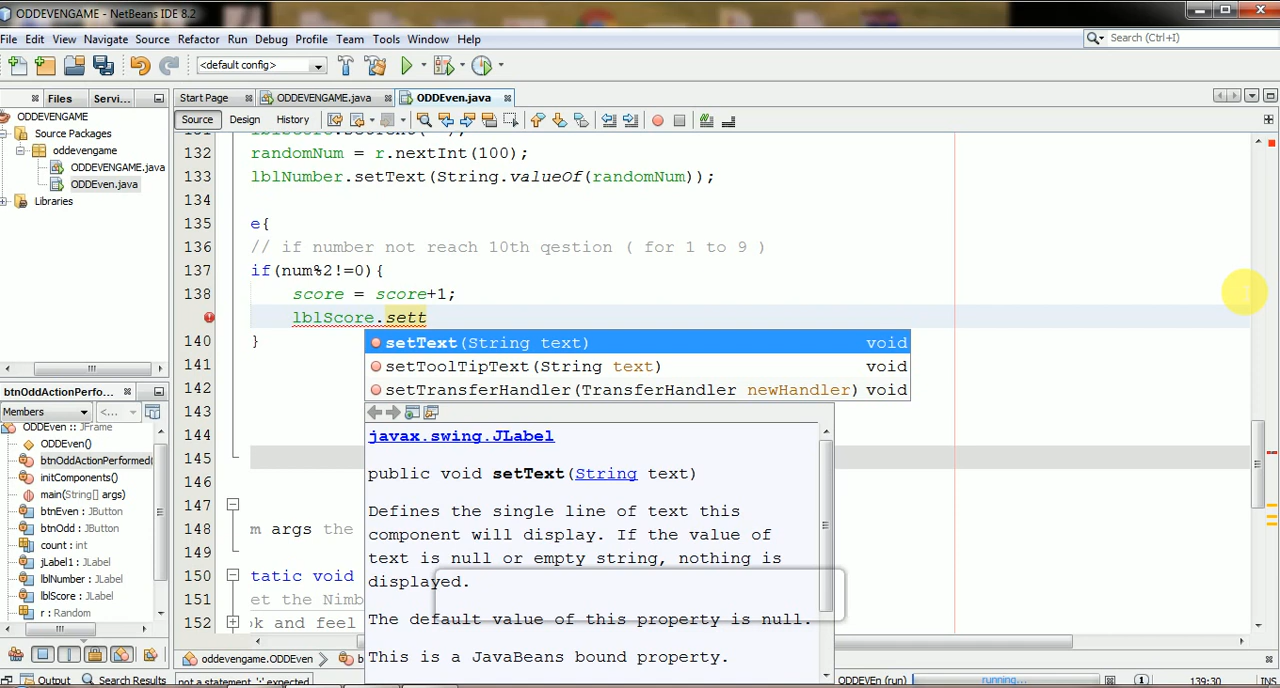 ODDEVENGAME - NetBeans IDE 8.2
File Edit View Navigate Source Refactor Run Debug Profile Team Tools Window Help
Search (Ctrl+I)
<default config>
Files Servi... Start Page ODDEVENGAME.java ODDEven.java
ODDEVENGAME
Source Packages
oddevengame
ODDEVENGAME.java
ODDEven.java
Libraries
Source Design History
132 randomNum = r.nextInt(100);
133 lblNumber.setText(String.valueOf(randomNum));
134
135 e{
136 // if number not reach 10th qestion ( for 1 to 9 )
137 if(num%2!=0){
138 score = score+1;
lblScore.sett
140 }
141
142
143
144
145
146
147
148 m args the
149
150 tatic void
151 et the Nimb
152 ok and feel
setText(String text) void
setToolTipText(String text) void
setTransferHandler(TransferHandler newHandler) void
javax.swing.JLabel
public void setText(String text)
Defines the single line of text this
component will display. If the value of
text is null or empty string, nothing is
displayed.
The default value of this property is null.
This is a JavaBeans bound property.
btnOddActionPerfo...
Members <...
ODDEven :: JFrame
ODDEven()
btnOddActionPerformed(
initComponents()
main(String[] args)
btnEven : JButton
btnOdd : JButton
count : int
jLabel1 : JLabel
lblNumber : JLabel
lblScore : JLabel
r : Random
oddevengame.ODDEven b
Output Search Results not a statement, ';' expected ODDEVEn (run) running... 1 139:30 INS